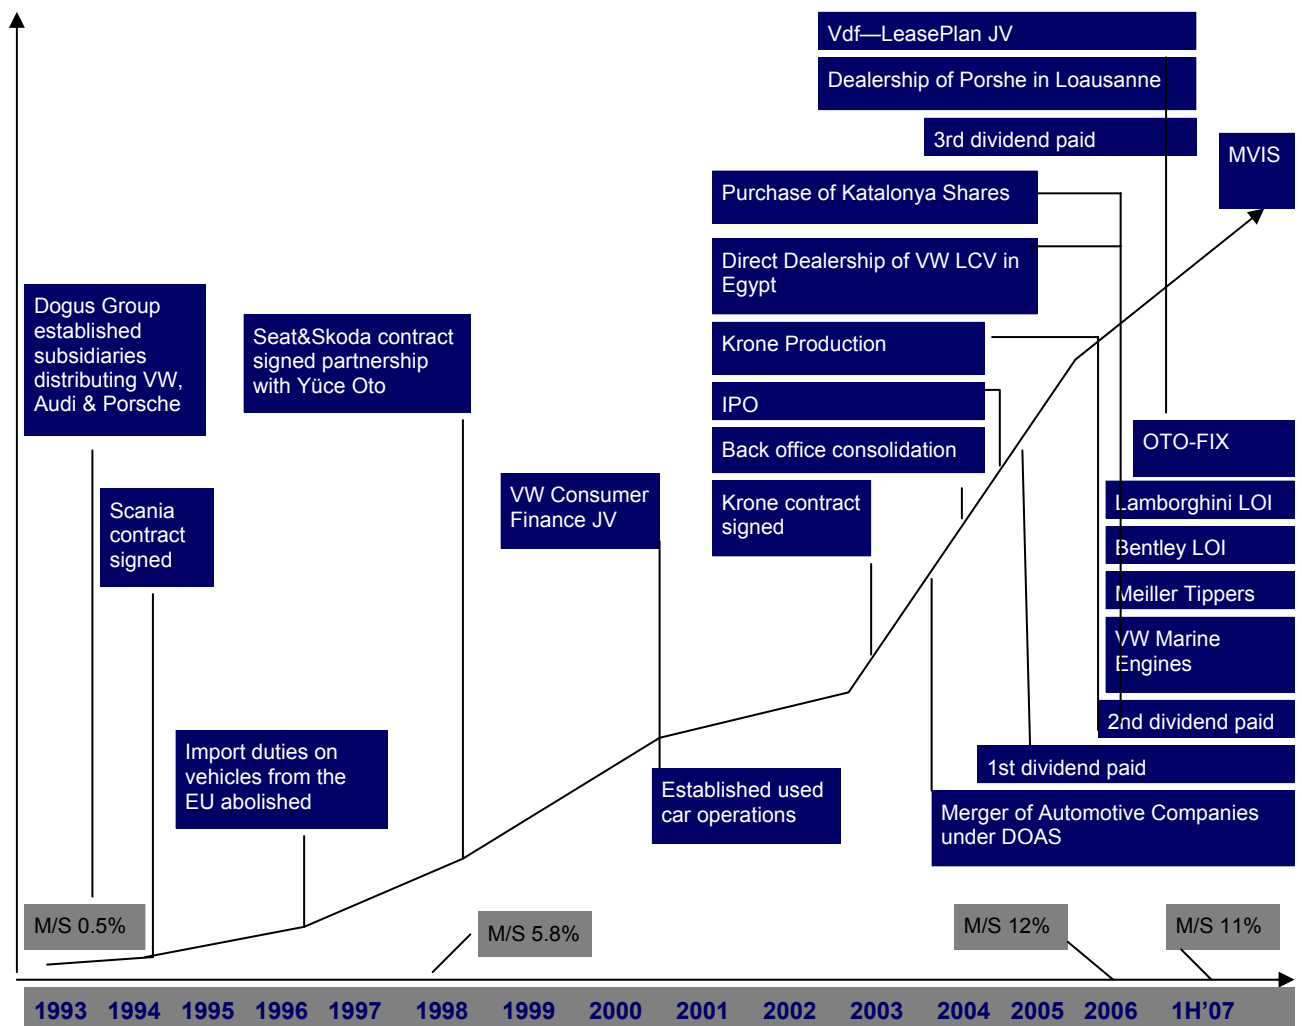 Vdf—LeasePlan JV
Dealership of Porshe in Loausanne
3rd dividend paid
MVIS
Purchase of Katalonya Shares
Direct Dealership of VW LCV in
Egypt
Dogus Group
established
subsidiaries
distributing VW,
Audi & Porsche
Seat&Skoda contract
signed partnership
with Yüce Oto
Krone Production
IPO
Back office consolidation
OTO-FIX
VW Consumer
Finance JV
Krone contract
signed
Scania
contract
signed
Lamborghini LOI
Bentley LOI
Meiller Tippers
VW Marine
Engines
2nd dividend paid
Import duties on
vehicles from the
EU abolished
1st dividend paid
Established used
car operations
Merger of Automotive Companies
under DOAS
M/S 0.5%
M/S 5.8%
M/S 12%
M/S 11%
1993 1994 1995 1996 1997 1998 1999 2000 2001 2002 2003 2004 2005 2006 1H’07